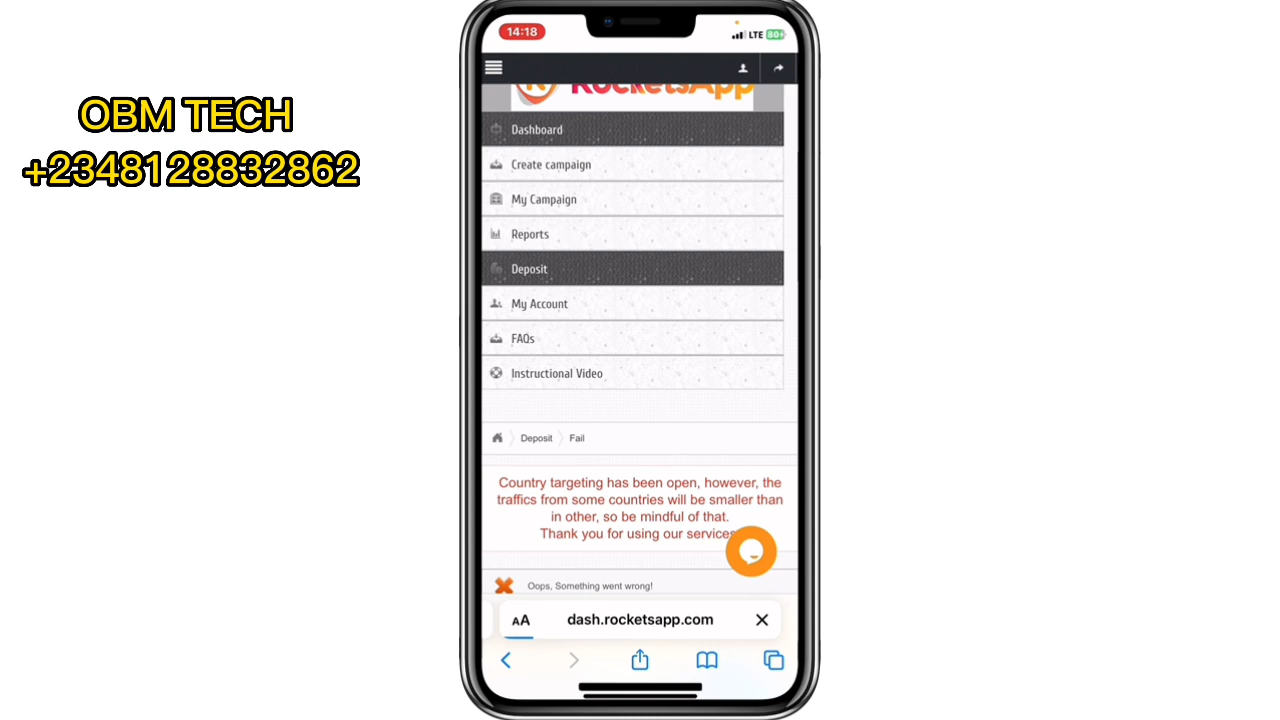 OBM TECH
+2348128832862
14:18
LTE 80+
RocketsApp
Dashboard
Create campaign
My Campaign
Reports
Deposit
My Account
FAQs
Instructional Video
Deposit Fail
Country targeting has been open, however, the
traffics from some countries will be smaller than
in other, so be mindful of that.
Thank you for using our services
Oops, Something went wrong!
AA dash.rocketsapp.com